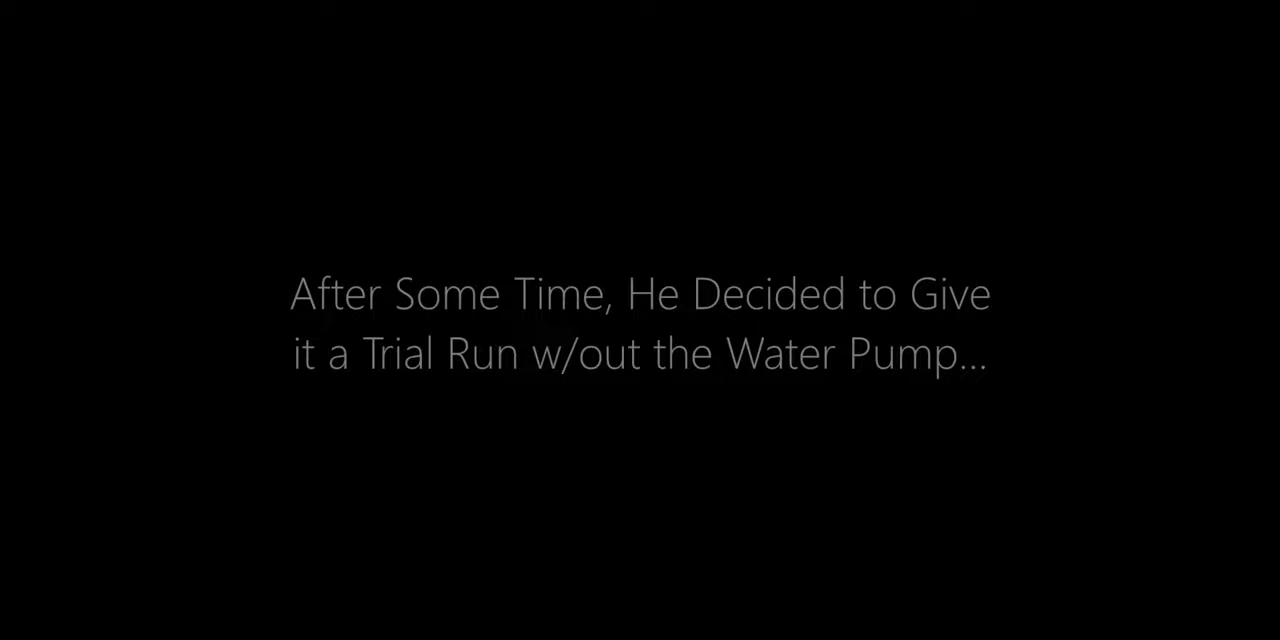 After Some Time, He Decided to Give
it a Trial Run w/out the Water Pump...